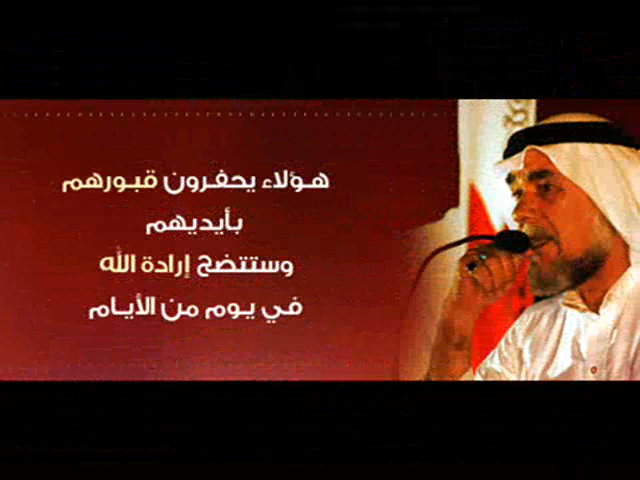 هؤلاء يحفرون قبورهم
بأيديهم
وستتضح إرادة الله
في يوم من الأيام